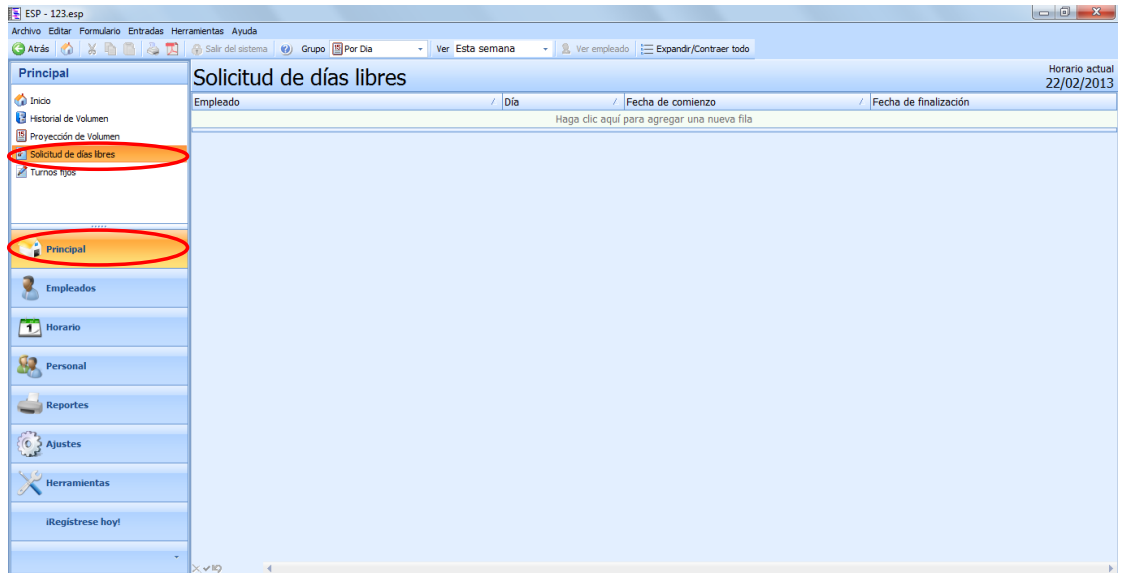 ESP - 123.esp
Archivo Editar Formulario Entradas Herramientas Ayuda
Atrás Salir del sistema Grupo 15 Por Dia Ver Esta semana Ver empleado Expandir/Contraer todo
Principal
Solicitud de días libres
Horario actual
22/02/2013
Inicio
Historial de Volumen
Proyección de Volumen
Solicitud de días libres
Turnos fijos
Empleado / Día / Fecha de comienzo / Fecha de finalización
Haga clic aquí para agregar una nueva fila
Principal
Empleados
1 Horario
Personal
Reportes
Ajustes
Herramientas
¡Regístrese hoy!